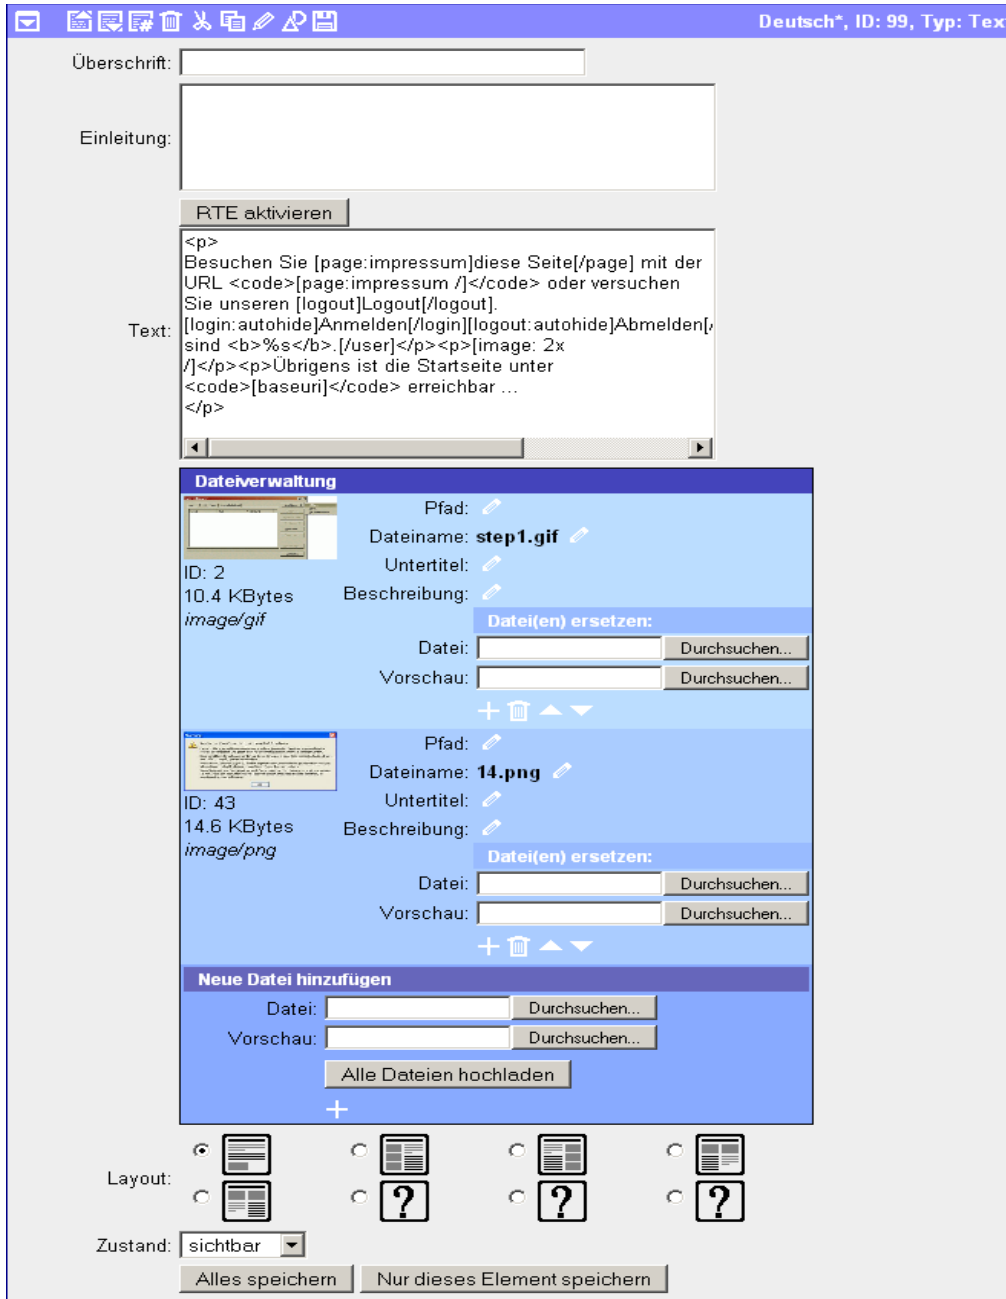 Deutsch*, ID: 99, Typ: Tex
Überschrift:
Einleitung:
RTE aktivieren
Text:
<p>
Besuchen Sie [page:impressum]diese Seite[/page] mit der
URL <code>[page:impressum /]</code> oder versuchen
Sie unseren [logout]Logout[/logout].
[login:autohide]Anmelden[/login][logout:autohide]Abmelden[/
sind <b>%s</b>.[/user]</p><p>[image: 2x
/]</p><p>Übrigens ist die Startseite unter
<code>[baseuri]</code> erreichbar ...
</p>
Dateiverwaltung
Pfad:
Dateiname: step1.gif
Untertitel:
ID: 2
Beschreibung:
10.4 KBytes
image/gif
Datei(en) ersetzen:
Datei: Durchsuchen...
Vorschau: Durchsuchen...
Pfad:
Dateiname: 14.png
Untertitel:
ID: 43
Beschreibung:
14.6 KBytes
image/png
Datei(en) ersetzen:
Datei: Durchsuchen...
Vorschau: Durchsuchen...
Neue Datei hinzufügen
Datei: Durchsuchen...
Vorschau: Durchsuchen...
Alle Dateien hochladen
Layout:
? ? ?
Zustand: sichtbar
Alles speichern Nur dieses Element speichern